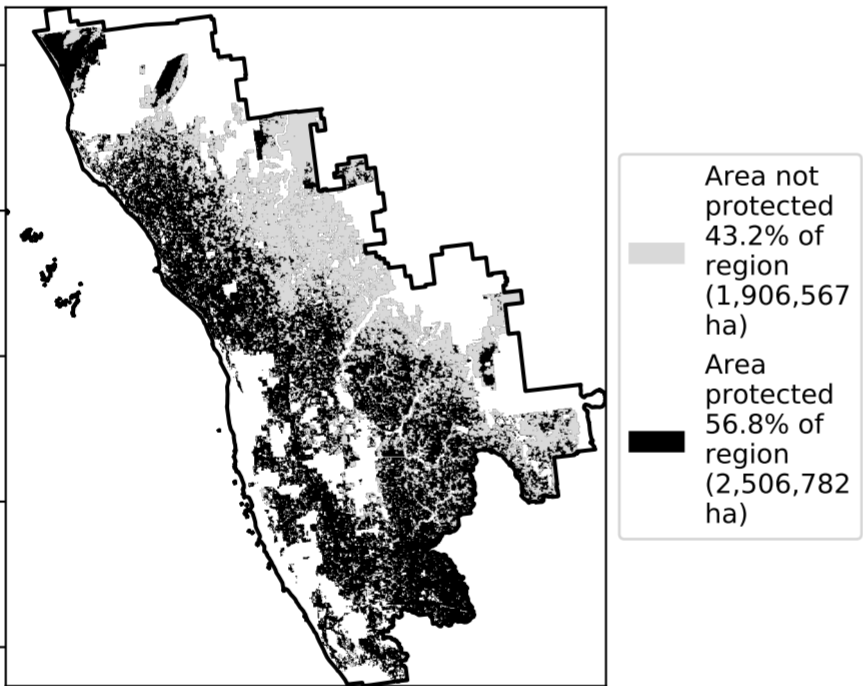 Area not
protected
43.2% of
region
(1,906,567
ha)
Area
protected
56.8% of
region
(2,506,782
ha)